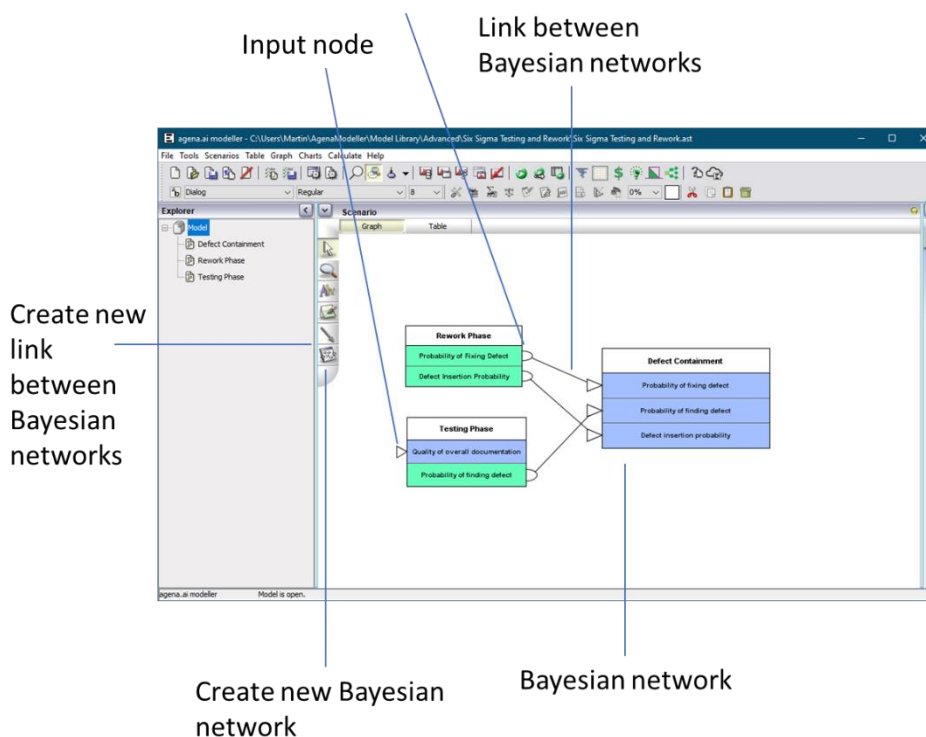 Input node
Link between
Bayesian networks
agena.ai modeller - C:\Users\Martin\AgenaModeller\Model Library\Advanced\Six Sigma Testing and Rework\Six Sigma Testing and Rework.ast
File Tools Scenarios Table Graph Charts Calculate Help
Dialog Regular 8 0%
Explorer Scenario
Model Graph Table
Defect Containment
Rework Phase
Testing Phase
Create new
link
between
Bayesian
networks
Rework Phase
Probability of Fixing Defect
Defect Insertion Probability
Testing Phase
Quality of overall documentation
Probability of finding defect
Defect Containment
Probability of fixing defect
Probability of finding defect
Defect insertion probability
agena.ai modeller Model is open.
Create new Bayesian
network
Bayesian network